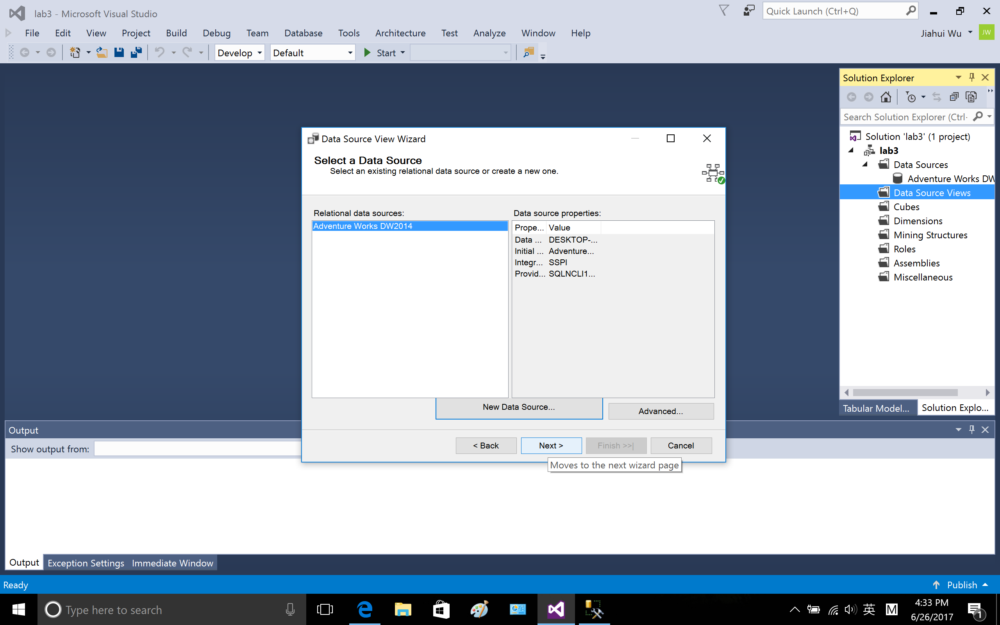 lab3 - Microsoft Visual Studio
Quick Launch (Ctrl+Q)
File Edit View Project Build Debug Team Database Tools Architecture Test Analyze Window Help
Jiahui Wu
JW
Develop
Default
Start
Solution Explorer
Search Solution Explorer (Ctrl-
Solution 'lab3' (1 project)
lab3
Data Sources
Adventure Works DW
Data Source Views
Cubes
Dimensions
Mining Structures
Roles
Assemblies
Miscellaneous
Tabular Model... Solution Explo...
Data Source View Wizard
Select a Data Source
Select an existing relational data source or create a new one.
Relational data sources:
Adventure Works DW2014
Data source properties:
Prope... Value
Data ... DESKTOP-...
Initial ... Adventure...
Integr... SSPI
Provid... SQLNCLI1...
New Data Source...
Advanced...
< Back
Next >
Finish >>|
Cancel
Moves to the next wizard page
Output
Show output from:
Output Exception Settings Immediate Window
Ready
Publish
Type here to search
英
M
4:33 PM
6/26/2017
1